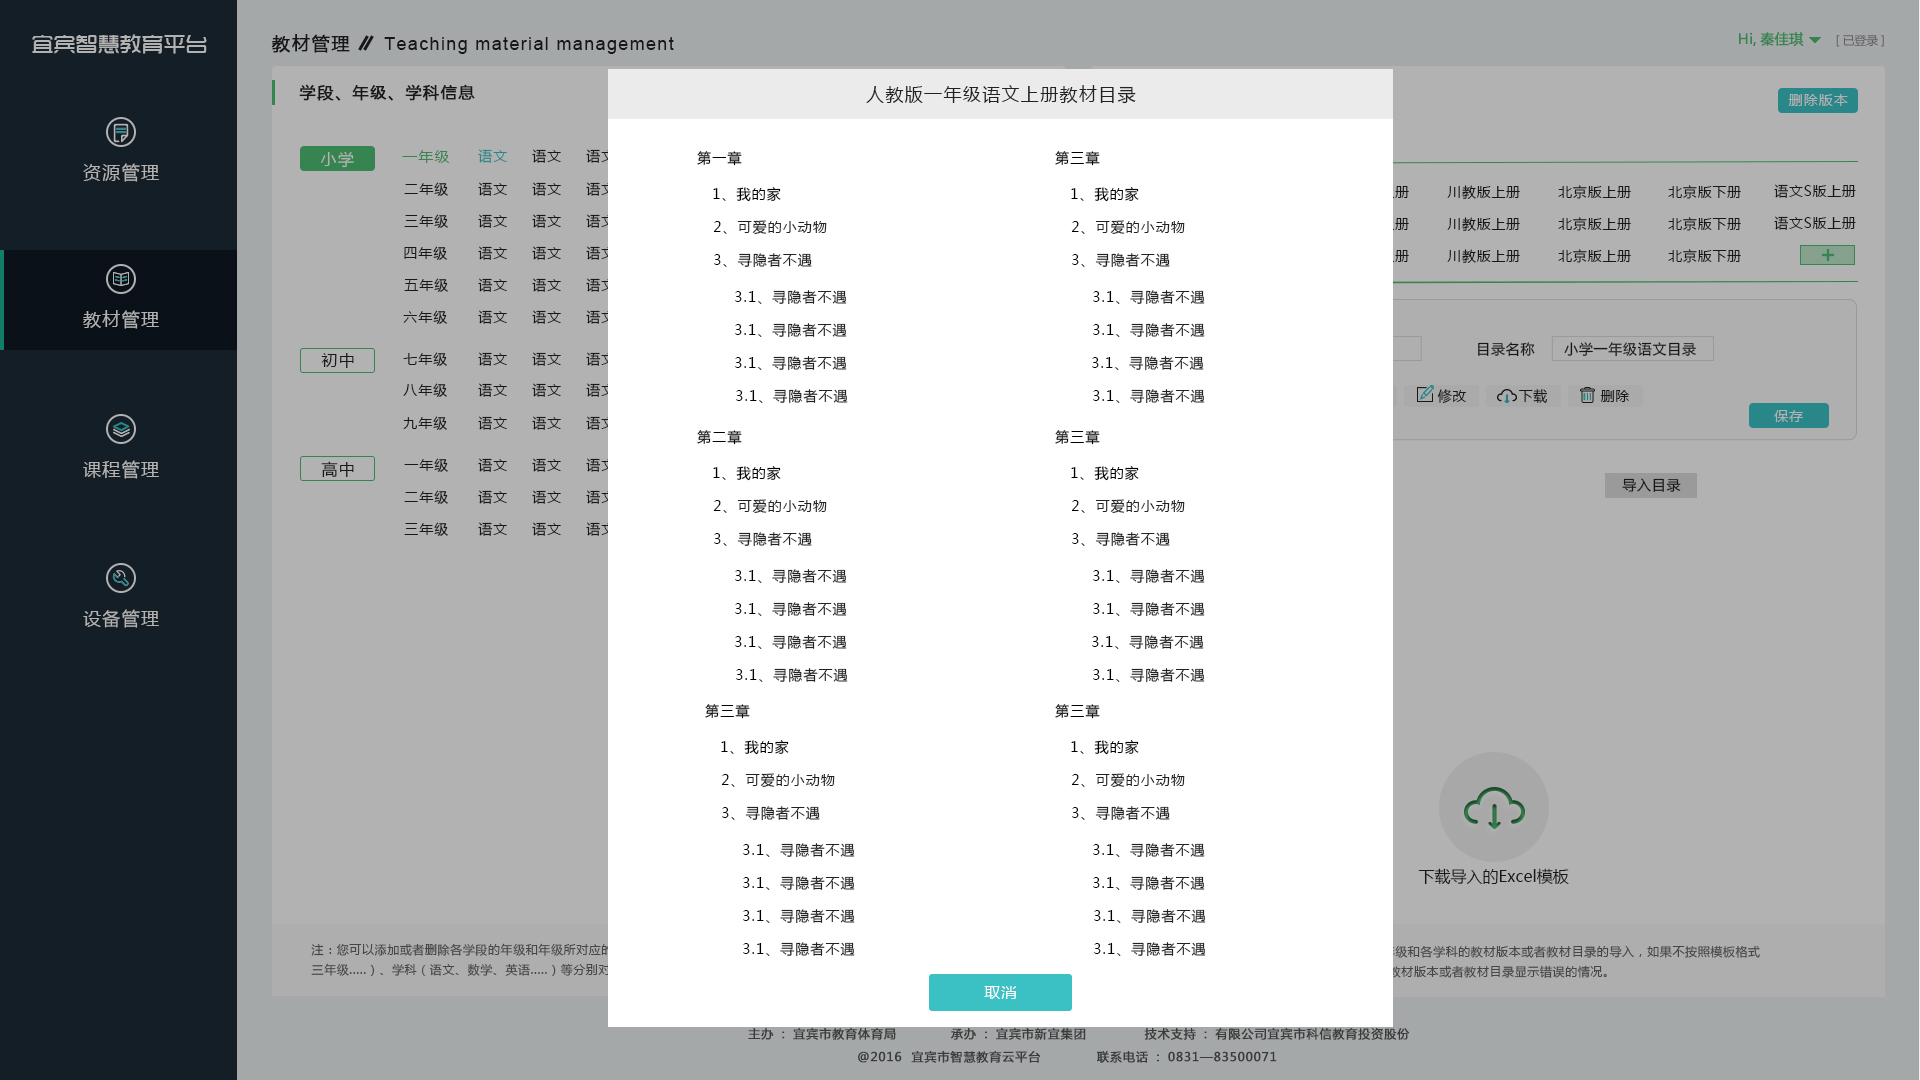 宜宾智慧教育平台
资源管理
教材管理
课程管理
设备管理
教材管理 // Teaching material management
Hi, 秦佳琪
[ 已登录 ]
学段、年级、学科信息
小学
一年级 语文 语文
二年级 语文 语文
三年级 语文 语文
四年级 语文 语文
五年级 语文 语文
六年级 语文 语文
初中
七年级 语文 语文
八年级 语文 语文
九年级 语文 语文
高中
一年级 语文 语文
二年级 语文 语文
三年级 语文 语文
注：您可以添加或者删除各学段的年级和年级所对应的
三年级.....）、学科（语文、数学、英语.....）等分别对
人教版一年级语文上册教材目录
第一章
1、我的家
2、可爱的小动物
3、寻隐者不遇
3.1、寻隐者不遇
3.1、寻隐者不遇
3.1、寻隐者不遇
3.1、寻隐者不遇
第二章
1、我的家
2、可爱的小动物
3、寻隐者不遇
3.1、寻隐者不遇
3.1、寻隐者不遇
3.1、寻隐者不遇
3.1、寻隐者不遇
第三章
1、我的家
2、可爱的小动物
3、寻隐者不遇
3.1、寻隐者不遇
3.1、寻隐者不遇
3.1、寻隐者不遇
3.1、寻隐者不遇
第三章
1、我的家
2、可爱的小动物
3、寻隐者不遇
3.1、寻隐者不遇
3.1、寻隐者不遇
3.1、寻隐者不遇
3.1、寻隐者不遇
第三章
1、我的家
2、可爱的小动物
3、寻隐者不遇
3.1、寻隐者不遇
3.1、寻隐者不遇
3.1、寻隐者不遇
3.1、寻隐者不遇
第三章
1、我的家
2、可爱的小动物
3、寻隐者不遇
3.1、寻隐者不遇
3.1、寻隐者不遇
3.1、寻隐者不遇
3.1、寻隐者不遇
取消
删除版本
册 川教版上册 北京版上册 北京版下册 语文S版上册
册 川教版上册 北京版上册 北京版下册 语文S版上册
册 川教版上册 北京版上册 北京版下册
目录名称 小学一年级语文目录
修改 下载 删除
保存
导入目录
下载导入的Excel模板
级和各学科的教材版本或者教材目录的导入，如果不按照模板格式
教材版本或者教材目录显示错误的情况。
主办 ： 宜宾市教育体育局 承办 ： 宜宾市新宜集团 技术支持 ： 有限公司宜宾市科信教育投资股份
@2016 宜宾市智慧教育云平台 联系电话 ： 0831—83500071